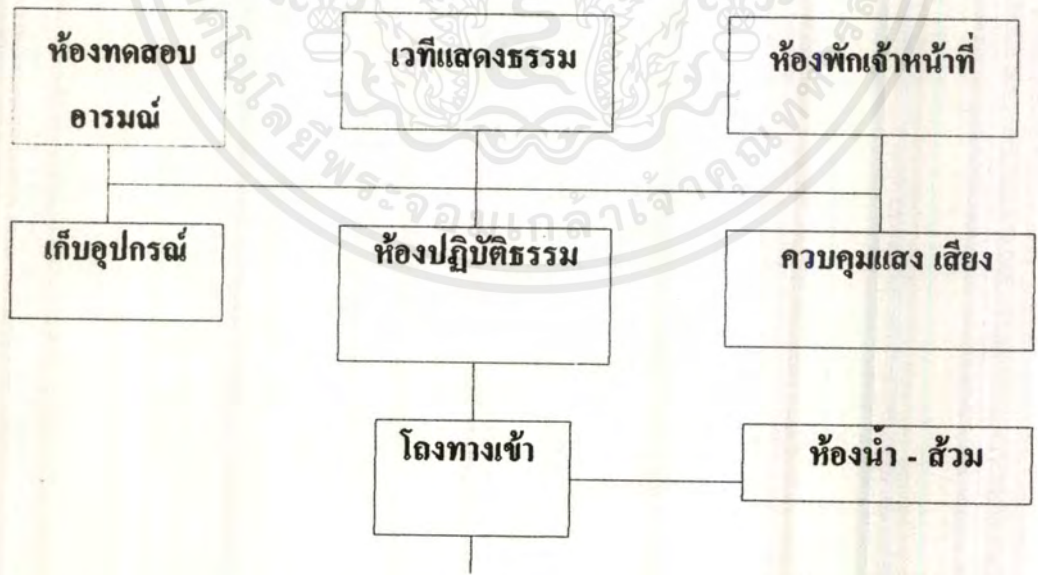 ห้องทดสอบ
อารมณ์
เวทีแสดงธรรม
ห้องพักเจ้าหน้าที่
เก็บอุปกรณ์
ห้องปฏิบัติธรรม
ควบคุมแสง เสียง
โถงทางเข้า
ห้องน้ำ - ส้วม